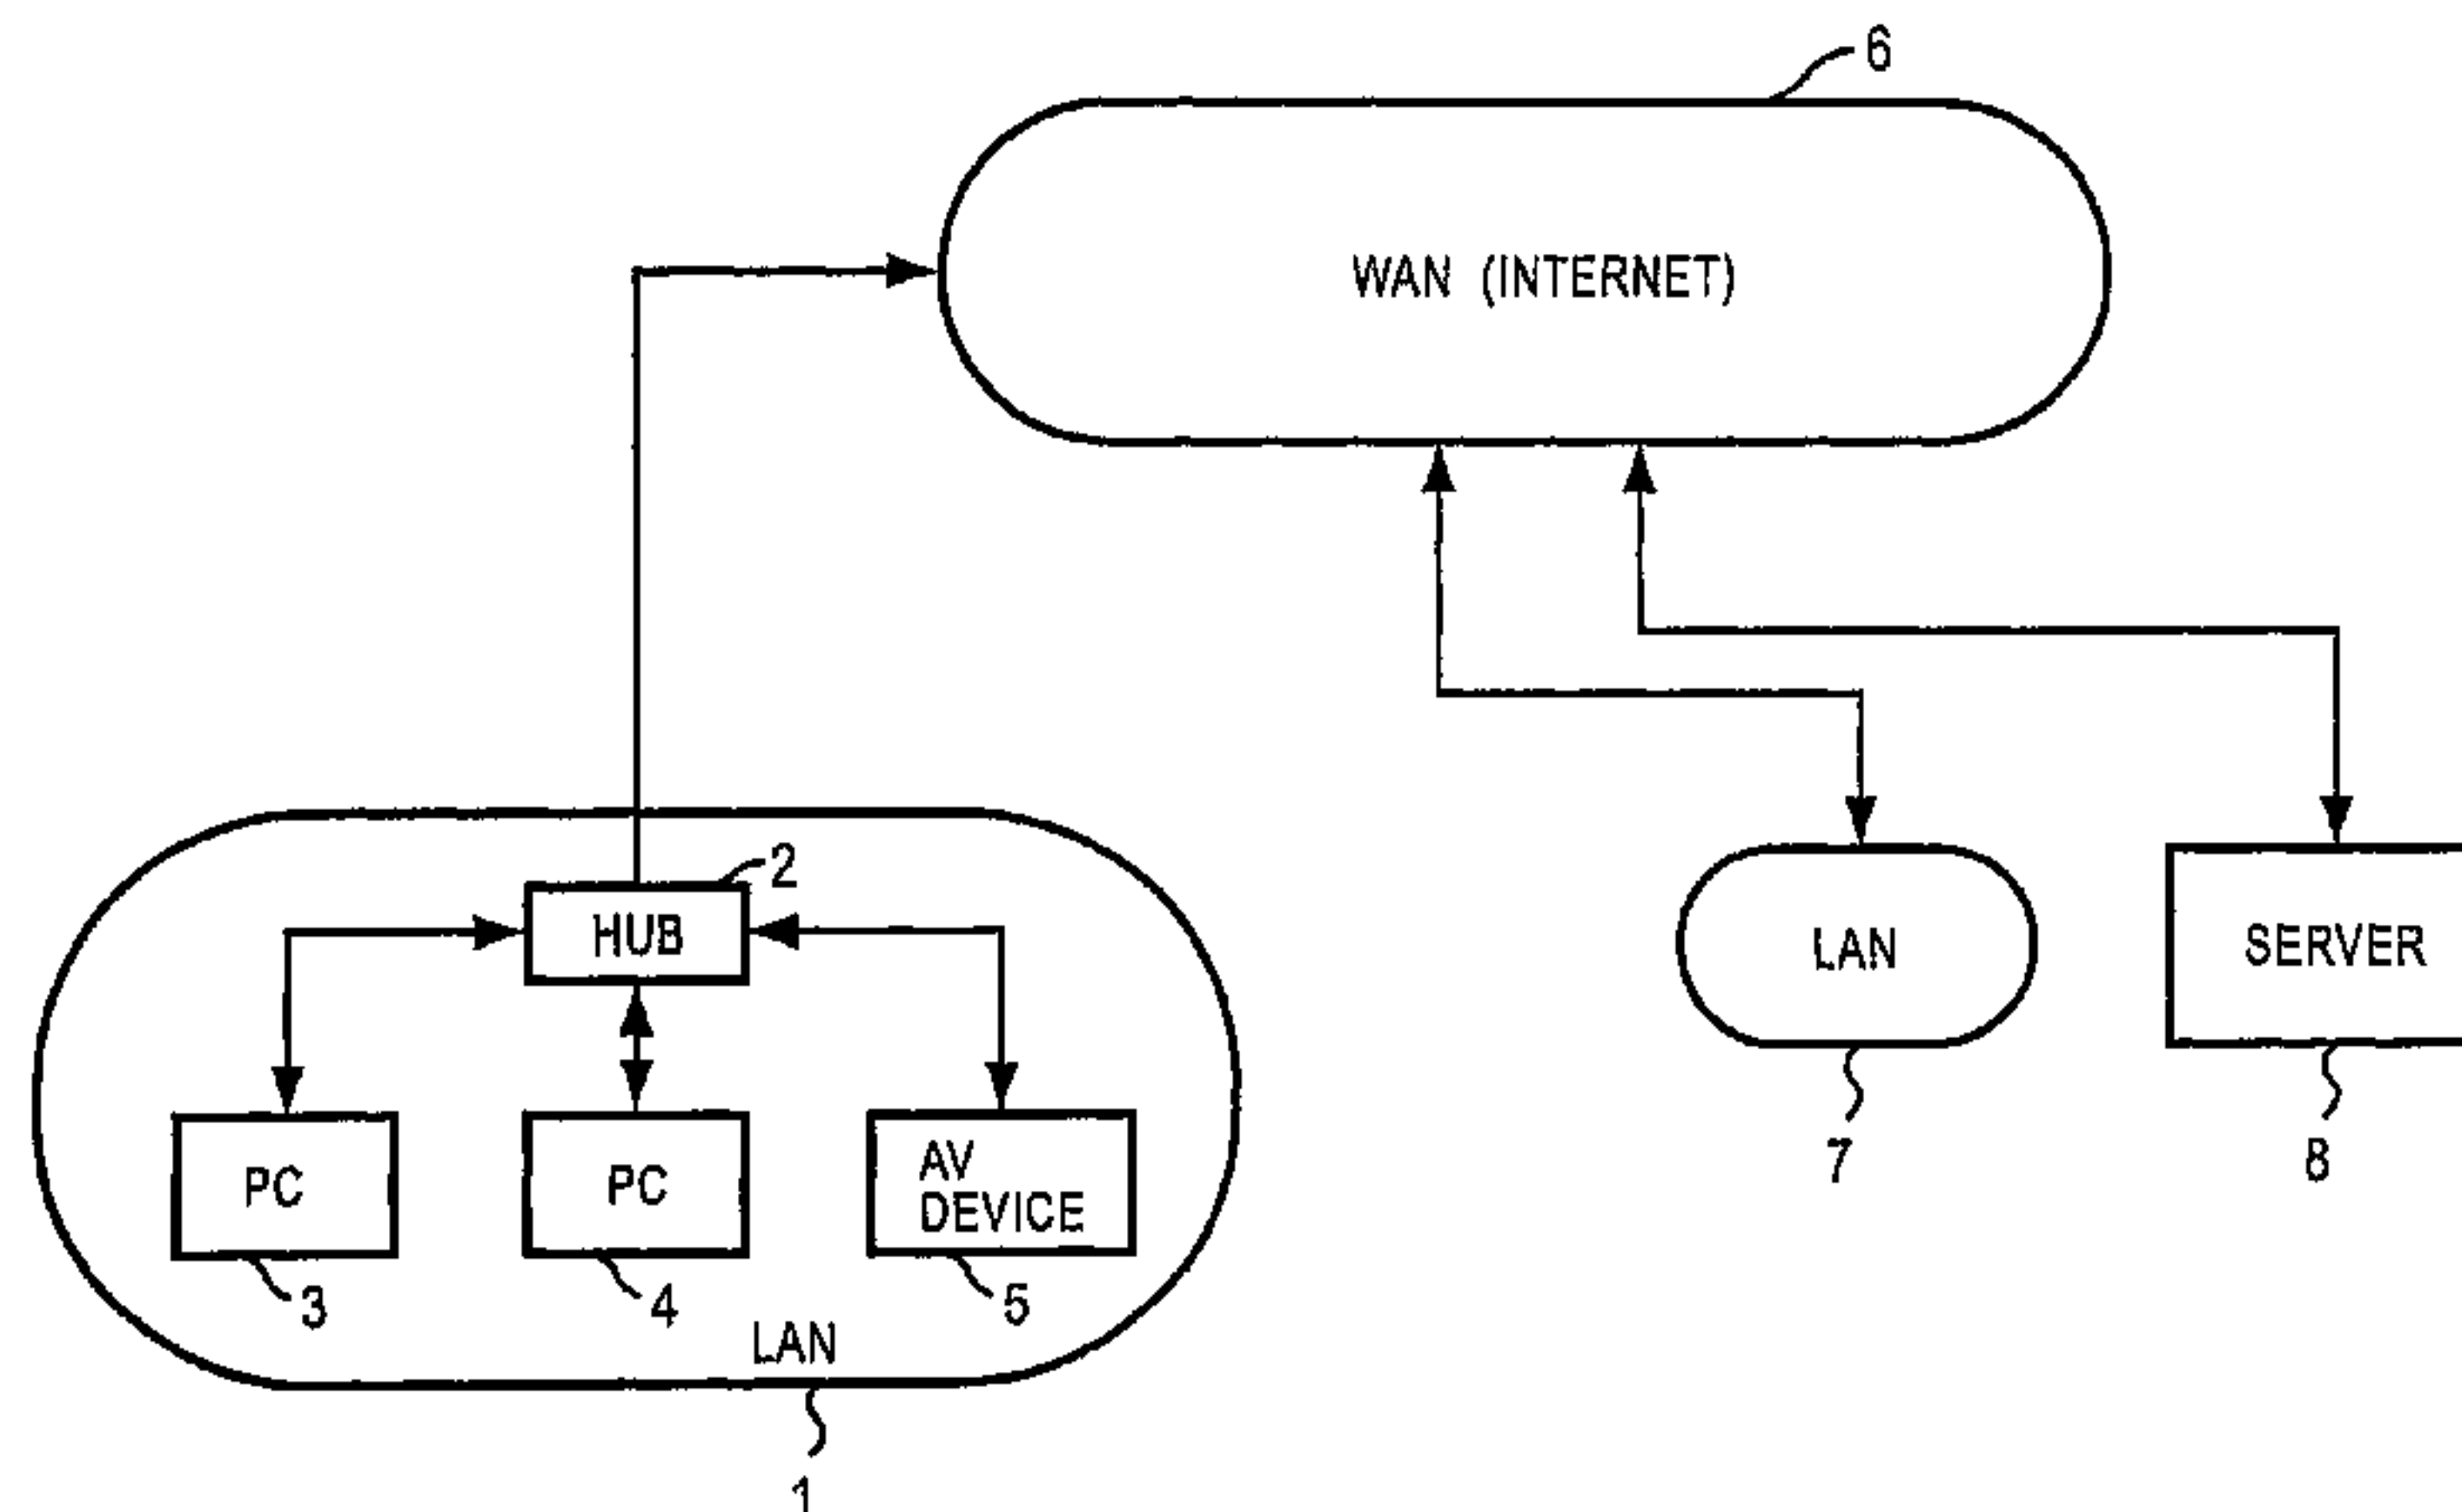 6
WAN (INTERNET)
2
HUB
LAN
SERVER
PC
PC
AV
DEVICE
7
8
3
4
5
LAN
1